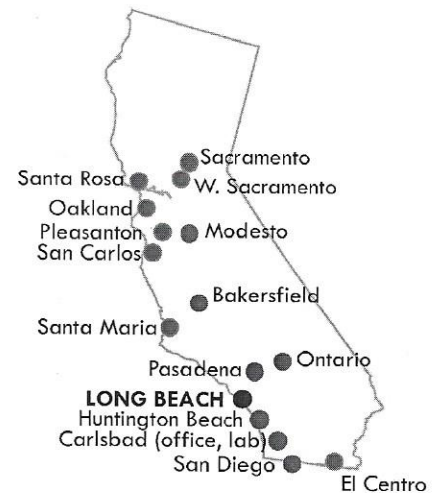 Sacramento
Santa Rosa
W. Sacramento
Oakland
Pleasanton
Modesto
San Carlos
Bakersfield
Santa Maria
Ontario
Pasadena
LONG BEACH
Huntington Beach
Carlsbad (office, lab)
San Diego
El Centro